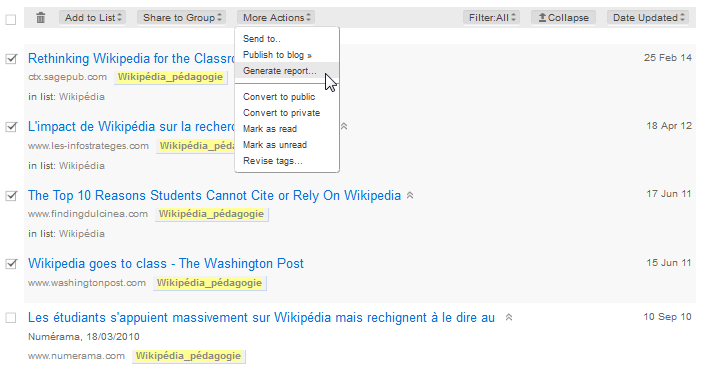 Add to List Share to Group More Actions Filter:All Collapse Date Updated
Send to..
Publish to blog »
Generate report...
Convert to public
Convert to private
Mark as read
Mark as unread
Revise tags...
Rethinking Wikipedia for the Classro 25 Feb 14
ctx.sagepub.com Wikipédia_pédagogie
in list: Wikipédia
L'impact de Wikipédia sur la recherc 18 Apr 12
www.les-infostrateges.com Wikipédia_péda
in list: Wikipédia
The Top 10 Reasons Students Cannot Cite or Rely On Wikipedia 17 Jun 11
www.findingdulcinea.com Wikipédia_pédagogie
in list: Wikipédia
Wikipedia goes to class - The Washington Post 15 Jun 11
www.washingtonpost.com Wikipédia_pédagogie
Les étudiants s'appuient massivement sur Wikipédia mais rechignent à le dire au 10 Sep 10
Numérama, 18/03/2010
www.numerama.com Wikipédia_pédagogie